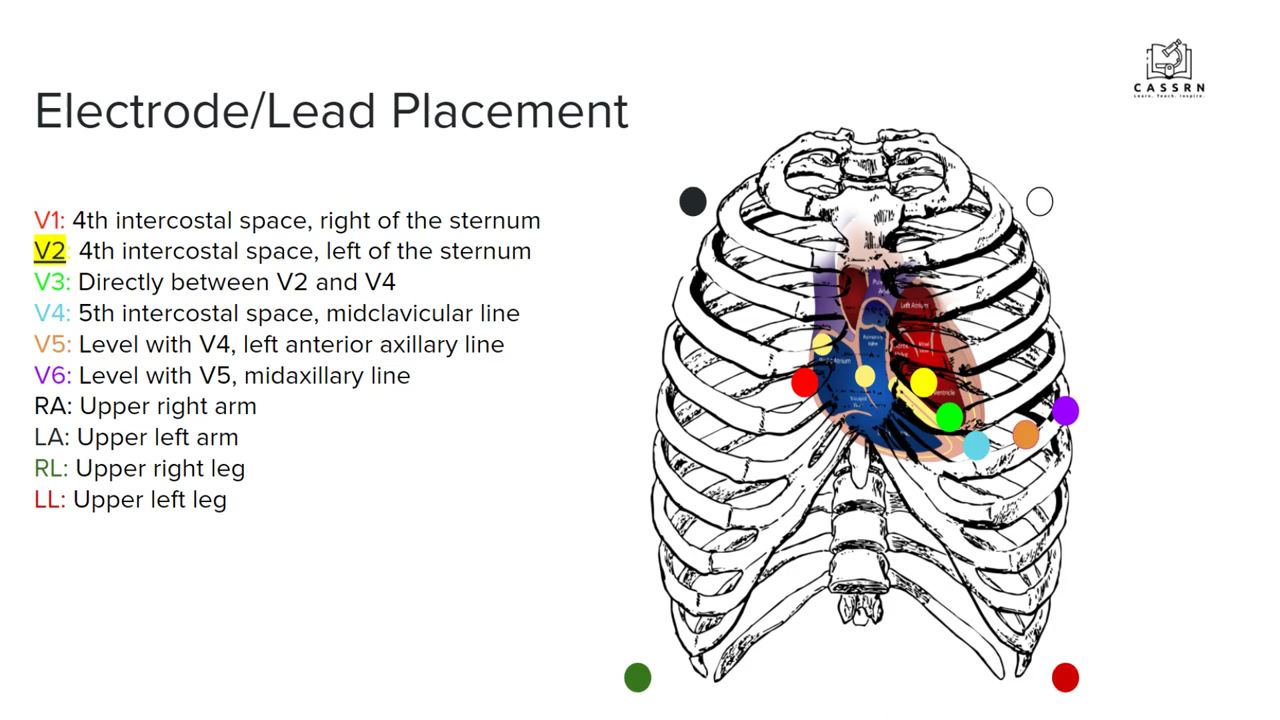 CASSRN
Learn. Teach. Inspire.
Electrode/Lead Placement
V1: 4th intercostal space, right of the sternum
V2: 4th intercostal space, left of the sternum
V3: Directly between V2 and V4
V4: 5th intercostal space, midclavicular line
V5: Level with V4, left anterior axillary line
V6: Level with V5, midaxillary line
RA: Upper right arm
LA: Upper left arm
RL: Upper right leg
LL: Upper left leg
Left Atrium